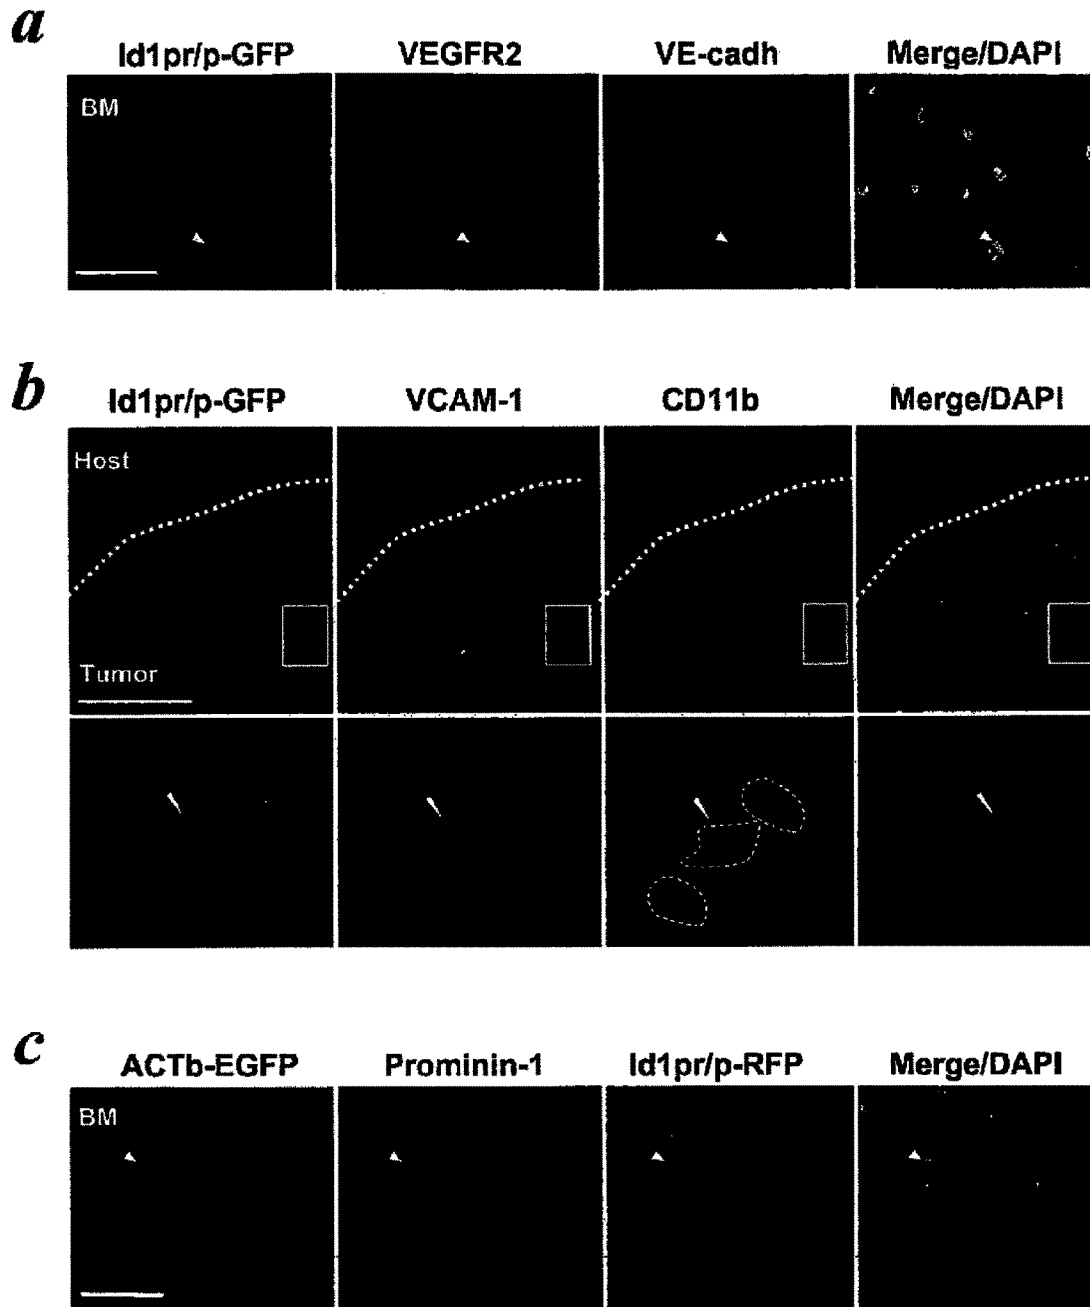 a
Id1pr/p-GFP VEGFR2 VE-cadh Merge/DAPI
BM
b
Id1pr/p-GFP VCAM-1 CD11b Merge/DAPI
Host
Tumor
c
ACTb-EGFP Prominin-1 Id1pr/p-RFP Merge/DAPI
BM